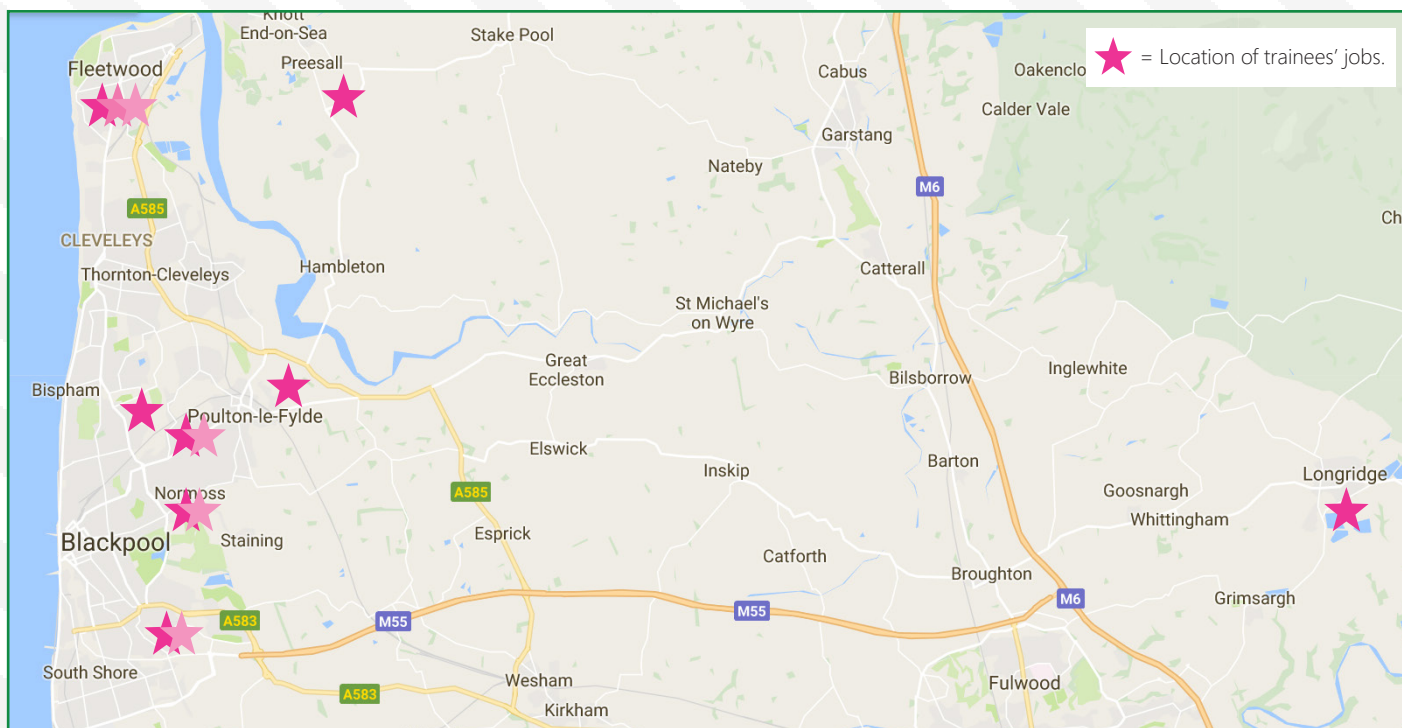 Knott
End-on-Sea
Stake Pool
= Location of trainees' jobs.
Fleetwood
Preesall
Cabus
Oakenclo
Calder Vale
Garstang
Nateby
M6
A585
Ch
CLEVELEYS
Thornton-Cleveleys
Hambleton
Catterall
St Michael's
on Wyre
Great
Eccleston
Inglewhite
Bilsborrow
Bispham
Poulton-le-Fylde
Elswick
Inskip
Barton
Longridge
Normoss
A585
Goosnargh
Whittingham
Blackpool
Staining
Esprick
Catforth
Broughton
Grimsargh
A583
M55
M55
M6
South Shore
A583
Wesham
Kirkham
Fulwood